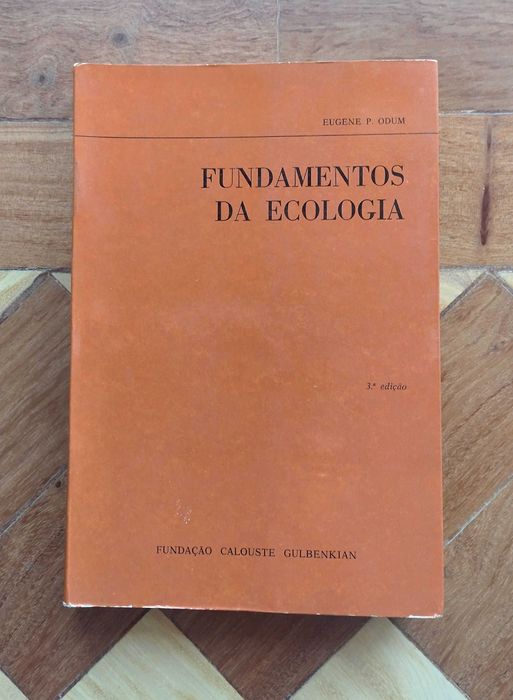 EUGENE P. ODUM
FUNDAMENTOS
DA ECOLOGIA
3.ª edição
FUNDAÇÃO CALOUSTE GULBENKIAN